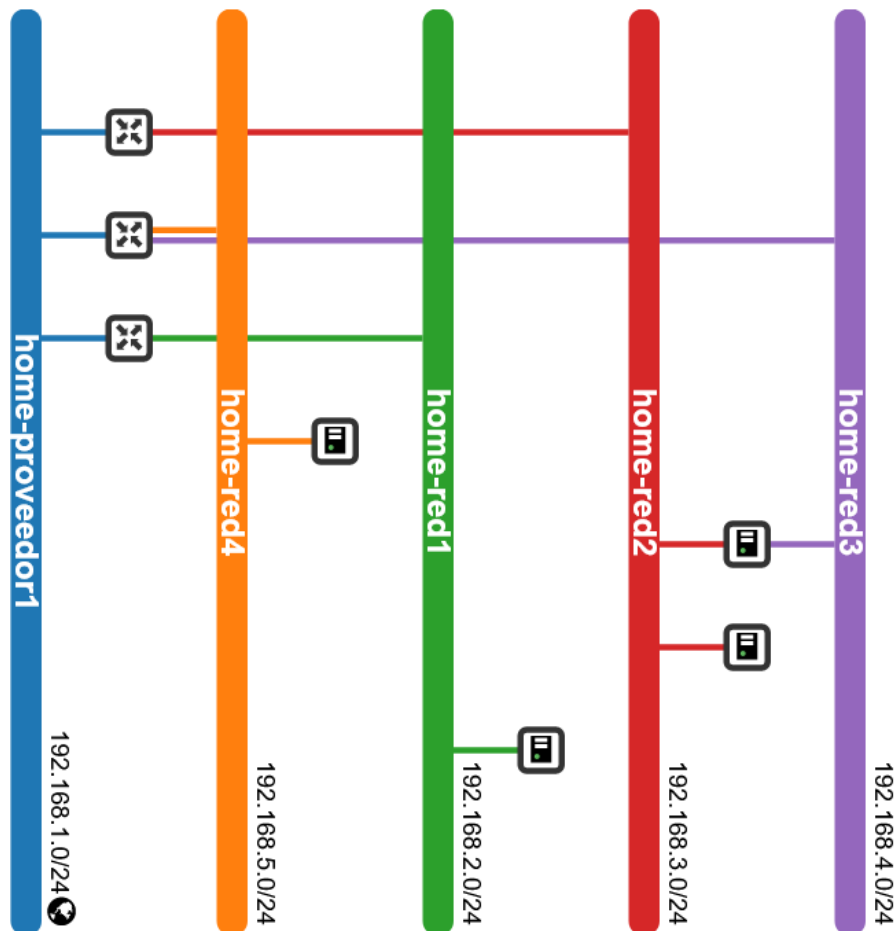 home-proveedor1
192.168.1.0/24
home-red4
192.168.5.0/24
home-red1
192.168.2.0/24
home-red2
192.168.3.0/24
home-red3
192.168.4.0/24